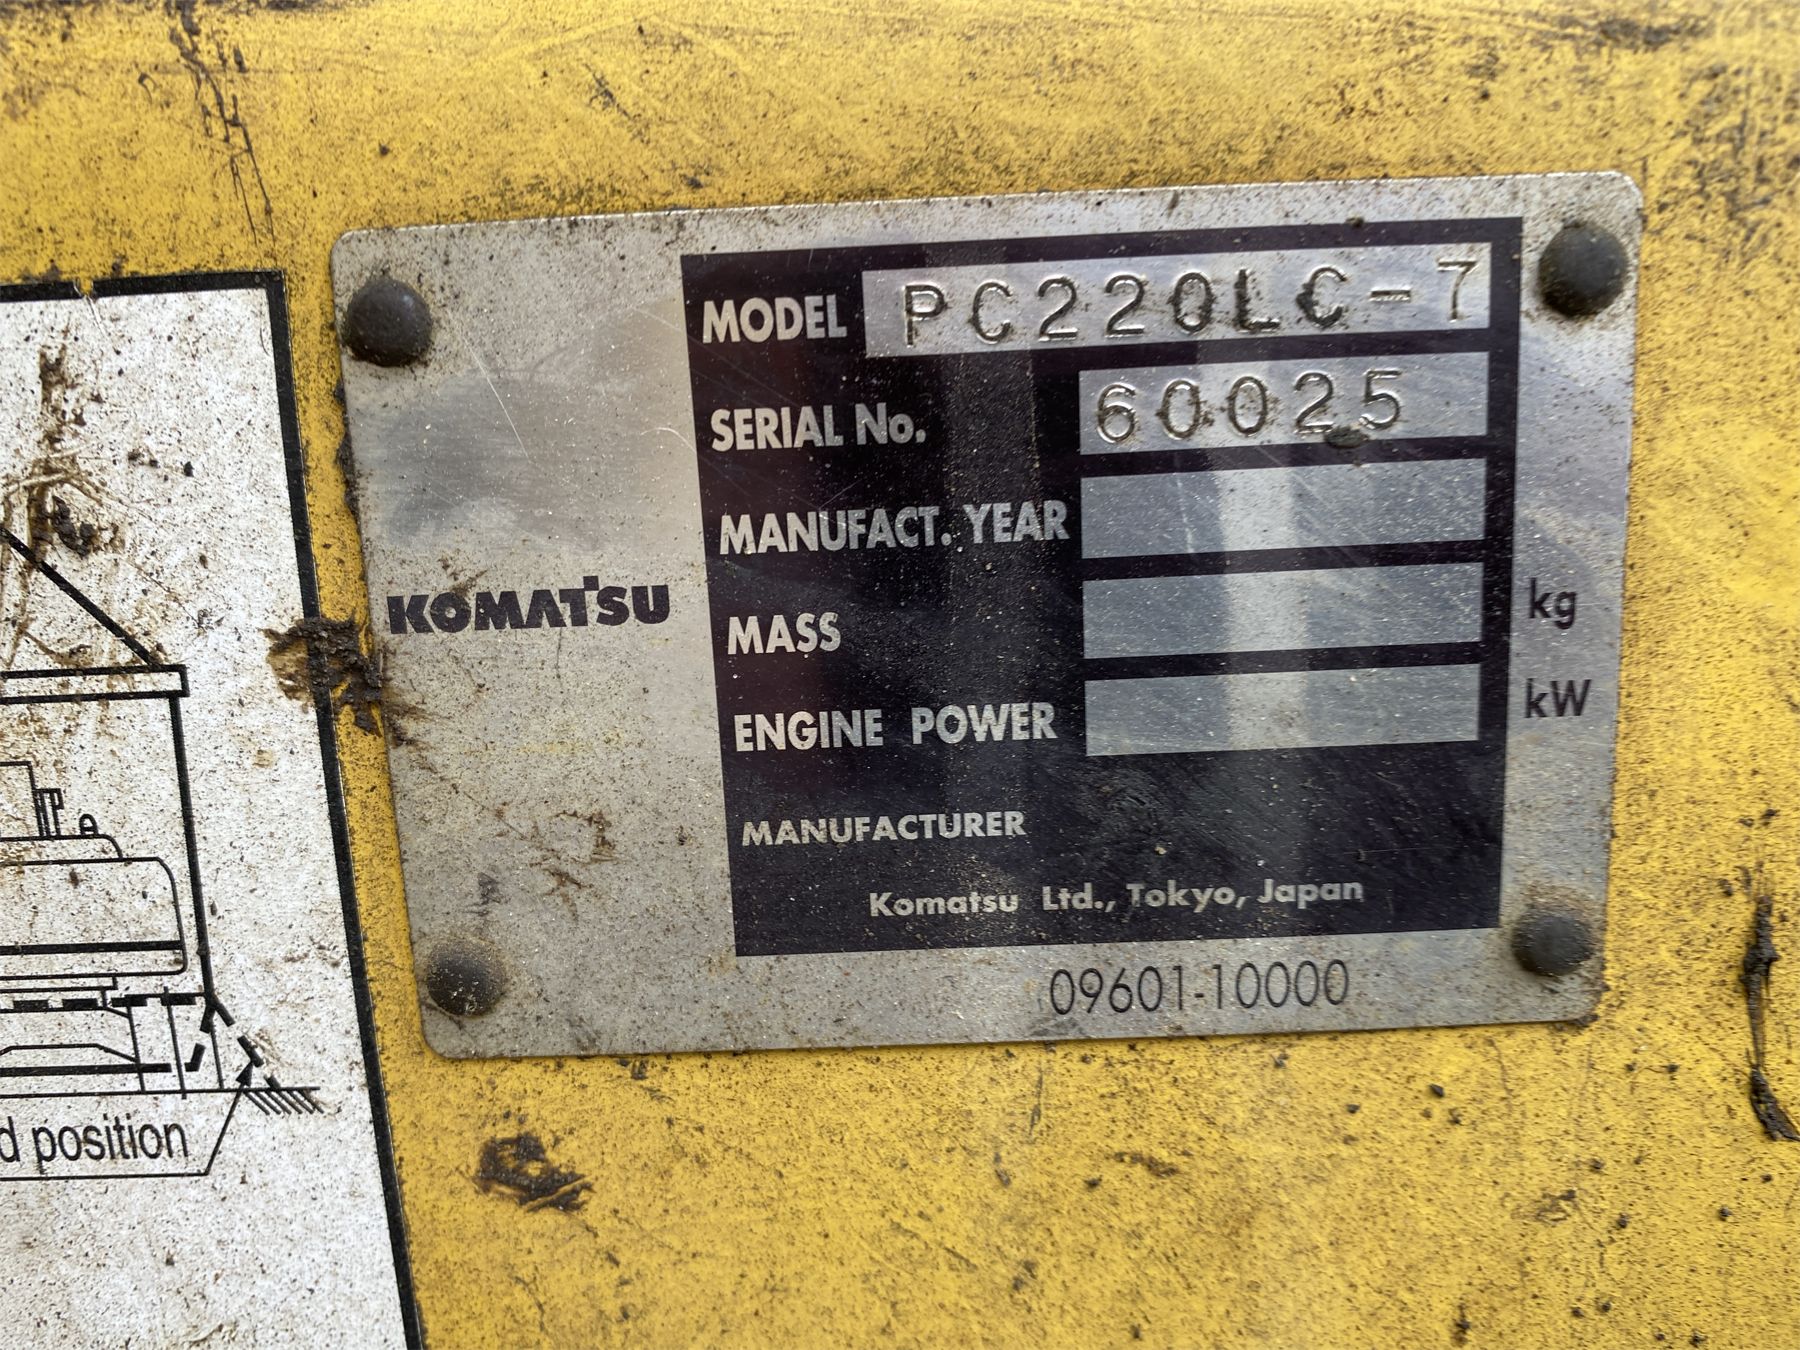 MODEL PC220LC-7
SERIAL No. 60025
MANUFACT. YEAR
KOMATSU
MASS kg
ENGINE POWER kW
MANUFACTURER
Komatsu Ltd., Tokyo, Japan
09601-10000
d position